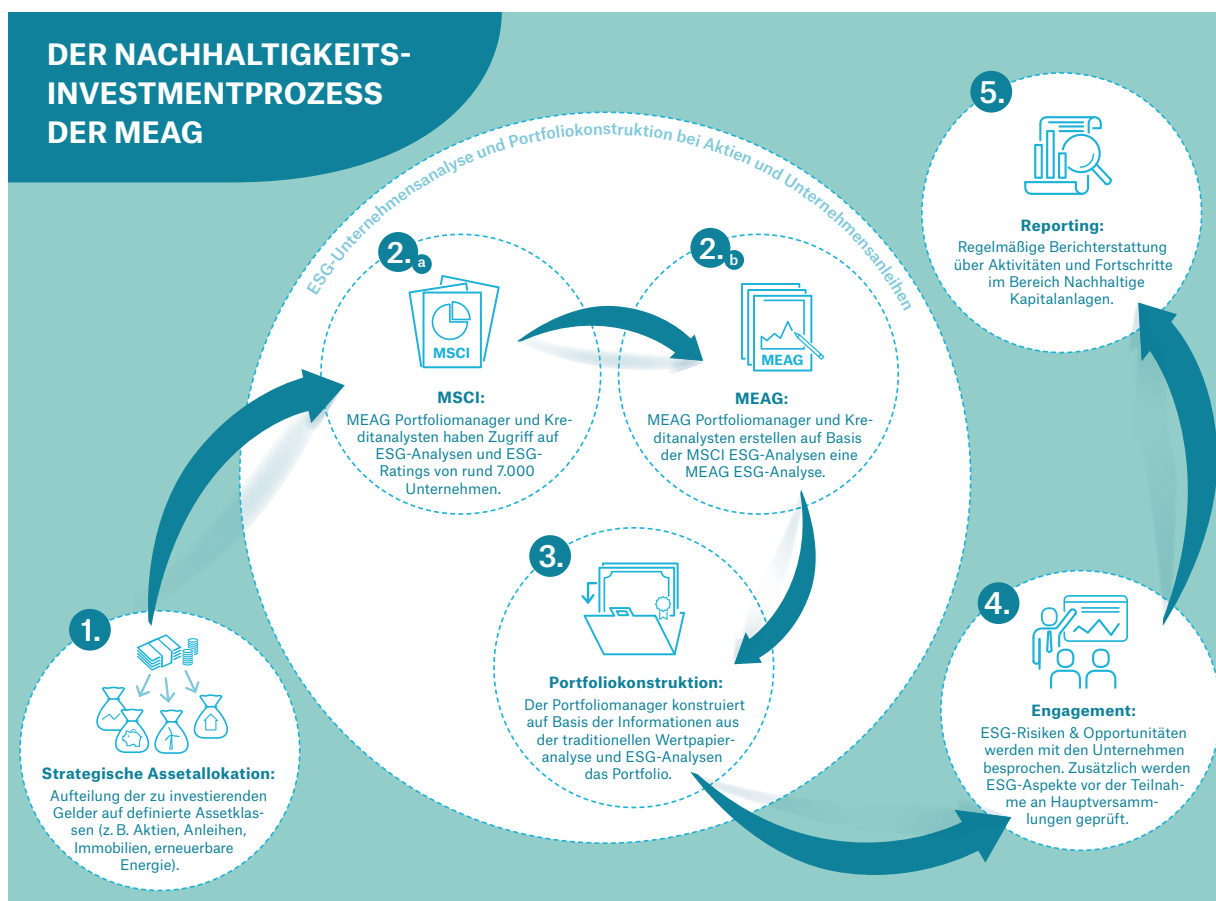 DER NACHHALTIGKEITS-
INVESTMENTPROZESS
DER MEAG
ESG-Unternehmensanalyse und Portfoliokonstruktion bei Aktien und Unternehmensanleihen
1.
Strategische Assetallokation:
Aufteilung der zu investierenden
Gelder auf definierte Assetklas-
sen (z. B. Aktien, Anleihen,
Immobilien, erneuerbare
Energie).
2.a
MSCI
MSCI:
MEAG Portfoliomanager und Kre-
ditanalysten haben Zugriff auf
ESG-Analysen und ESG-
Ratings von rund 7.000
Unternehmen.
2.b
MEAG
MEAG:
MEAG Portfoliomanager und Kre-
ditanalysten erstellen auf Basis
der MSCI ESG-Analysen eine
MEAG ESG-Analyse.
3.
Portfoliokonstruktion:
Der Portfoliomanager konstruiert
auf Basis der Informationen aus
der traditionellen Wertpapier-
analyse und ESG-Analysen
das Portfolio.
4.
Engagement:
ESG-Risiken & Opportunitäten
werden mit den Unternehmen
besprochen. Zusätzlich werden
ESG-Aspekte vor der Teilnah-
me an Hauptversamm-
lungen geprüft.
5.
Reporting:
Regelmäßige Berichterstattung
über Aktivitäten und Fortschritte
im Bereich Nachhaltige
Kapitalanlagen.